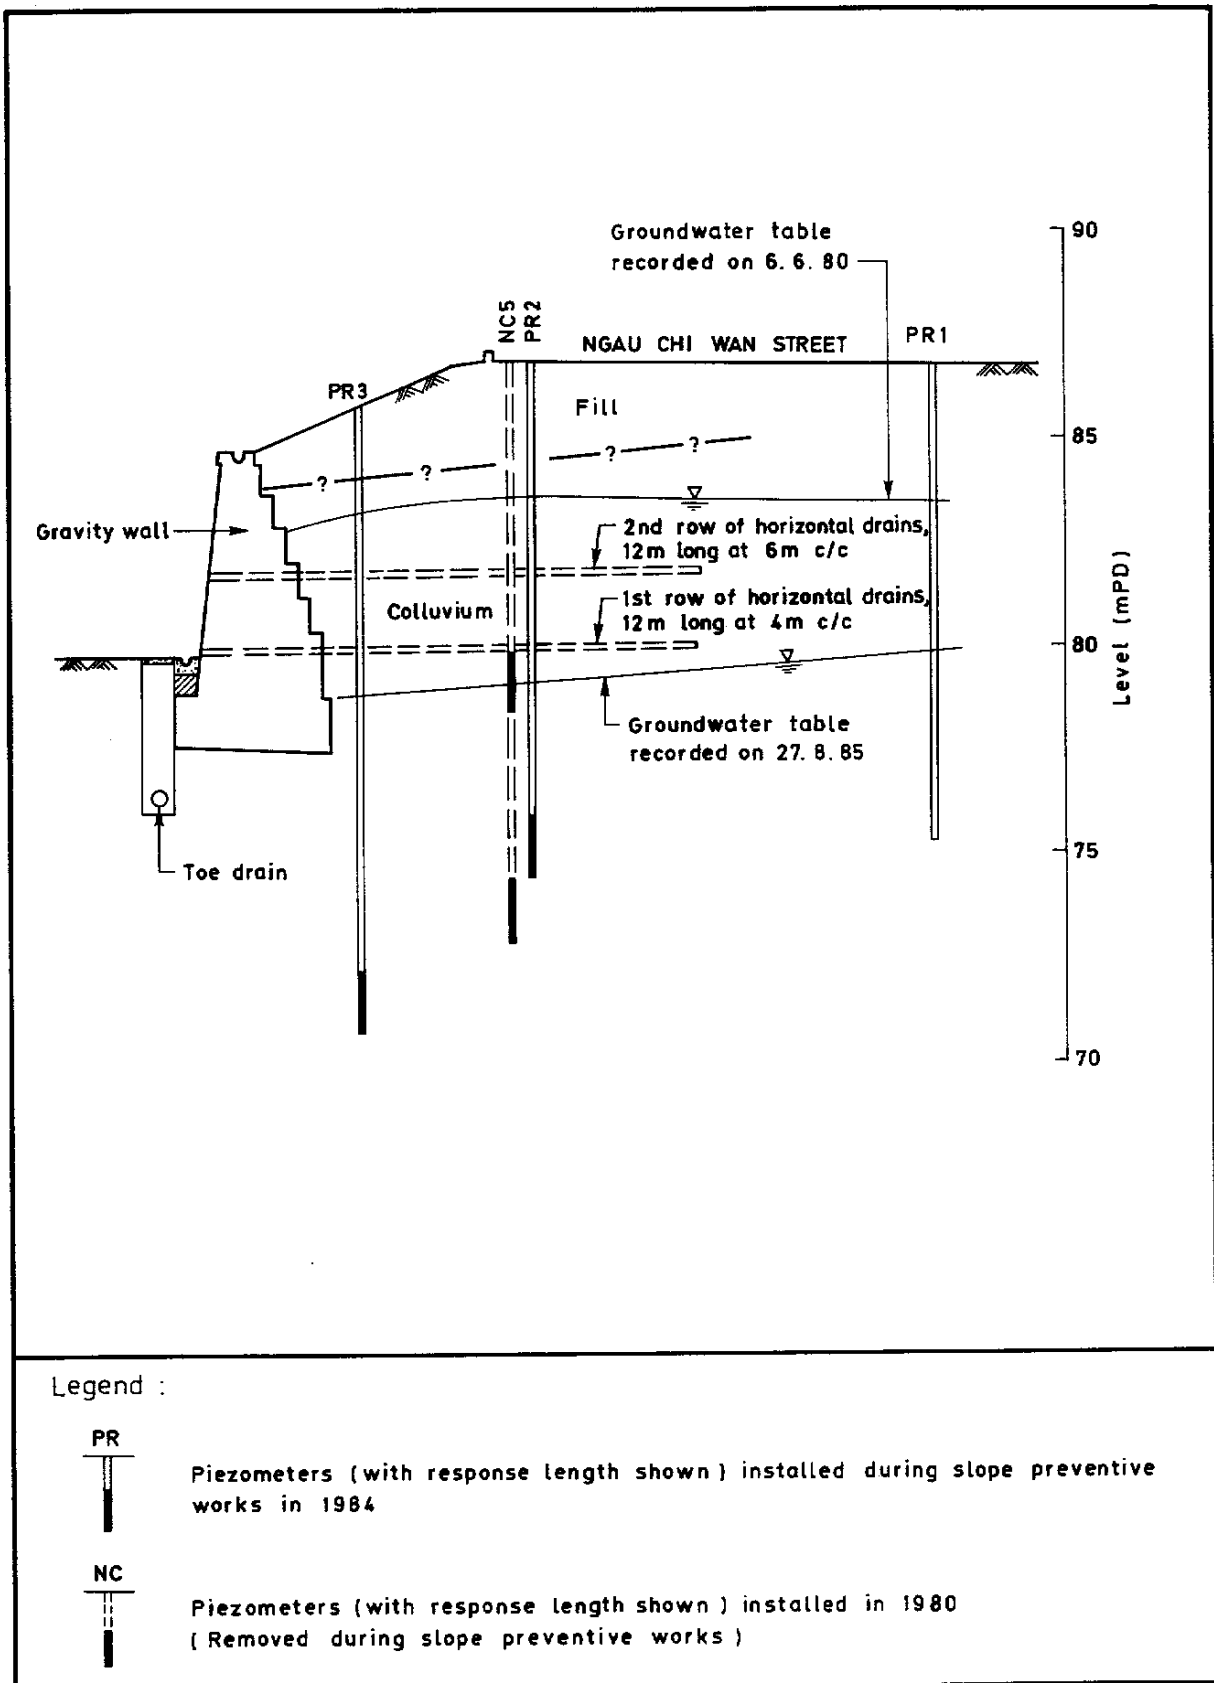 Groundwater table
recorded on 6.6.80
90
NC5
PR2
NGAU CHI WAN STREET
PR1
PR3
Fill
85
?
?
?
?
Gravity wall
2nd row of horizontal drains,
12m long at 6m c/c
Colluvium
1st row of horizontal drains,
12m long at 4m c/c
80
Level (mPD)
Groundwater table
recorded on 27.8.85
75
Toe drain
70
Legend :
PR
Piezometers (with response length shown) installed during slope preventive
works in 1984
NC
Piezometers (with response length shown) installed in 1980
(Removed during slope preventive works)